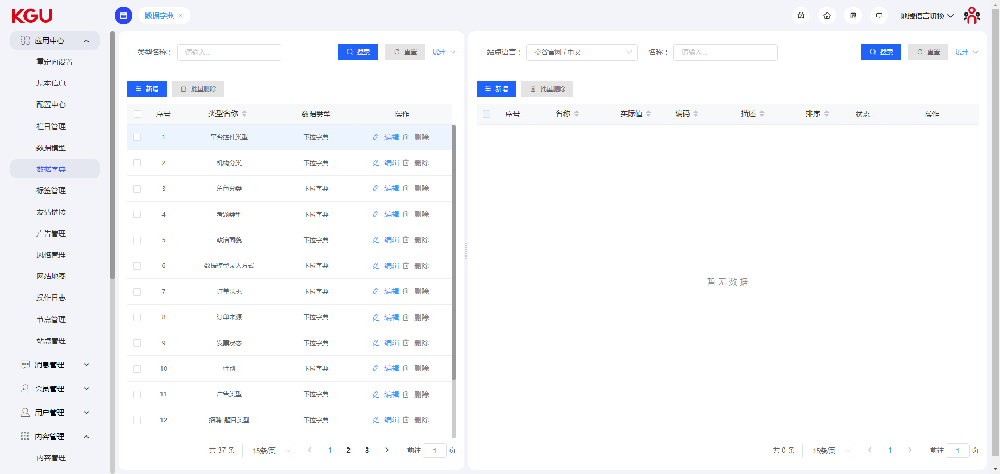 KGU
数据字典
地域语言切换
应用中心
重定向设置
基本信息
配置中心
栏目管理
数据模型
数据字典
标签管理
友情链接
广告管理
风格管理
网站地图
操作日志
节点管理
站点管理
消息管理
会员管理
用户管理
内容管理
内容管理
类型名称： 请输入... 搜索 重置 展开
新增 批量删除
序号 类型名称 数据类型 操作
1 平台控件类型 下拉字典 编辑 删除
2 机构分类 下拉字典 编辑 删除
3 角色分类 下拉字典 编辑 删除
4 考题类型 下拉字典 编辑 删除
5 政治面貌 下拉字典 编辑 删除
6 数据模型录入方式 下拉字典 编辑 删除
7 订单状态 下拉字典 编辑 删除
8 订单来源 下拉字典 编辑 删除
9 发票状态 下拉字典 编辑 删除
10 性别 下拉字典 编辑 删除
11 广告类型 下拉字典 编辑 删除
12 招聘_题目类型 下拉字典 编辑 删除
共 37 条 15条/页 1 2 3 前往 1 页
站点语言： 空谷官网 / 中文 名称： 请输入... 搜索 重置 展开
新增 批量删除
序号 名称 实际值 编码 描述 排序 状态 操作
暂无数据
共 0 条 15条/页 1 前往 1 页